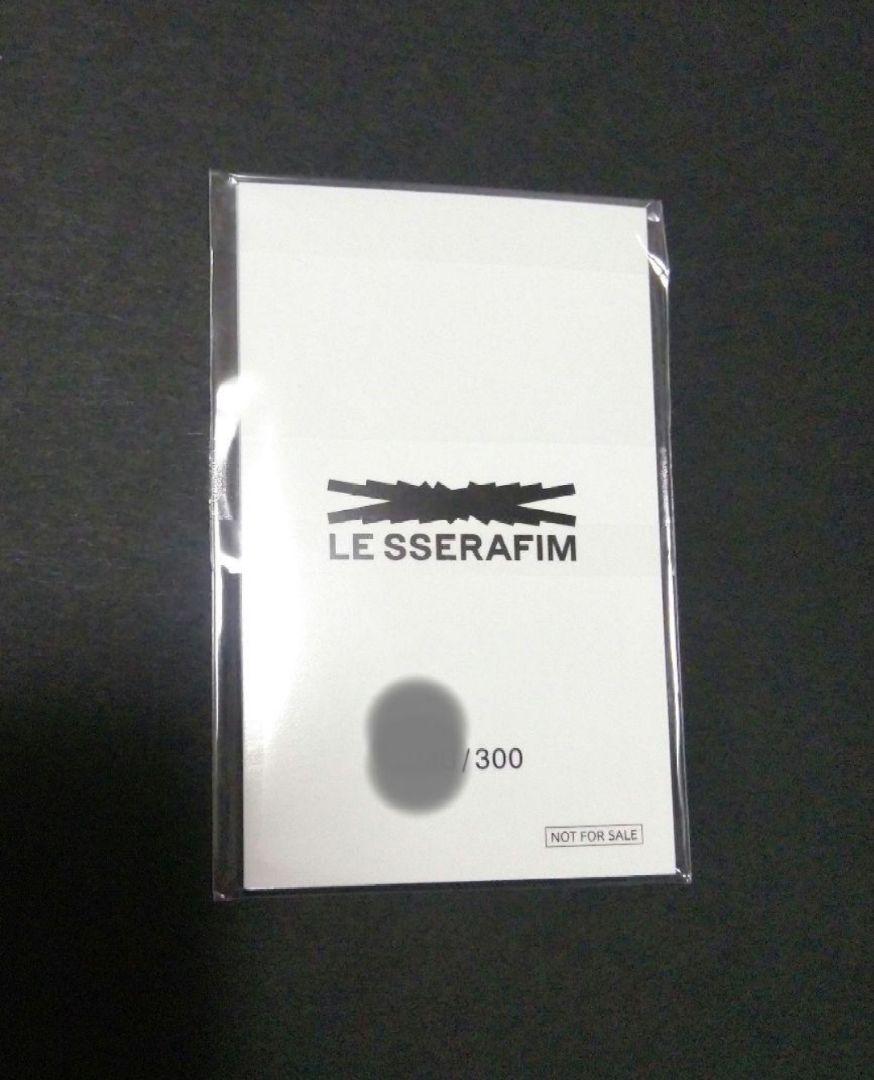 LE SSERAFIM
/300
NOT FOR SALE